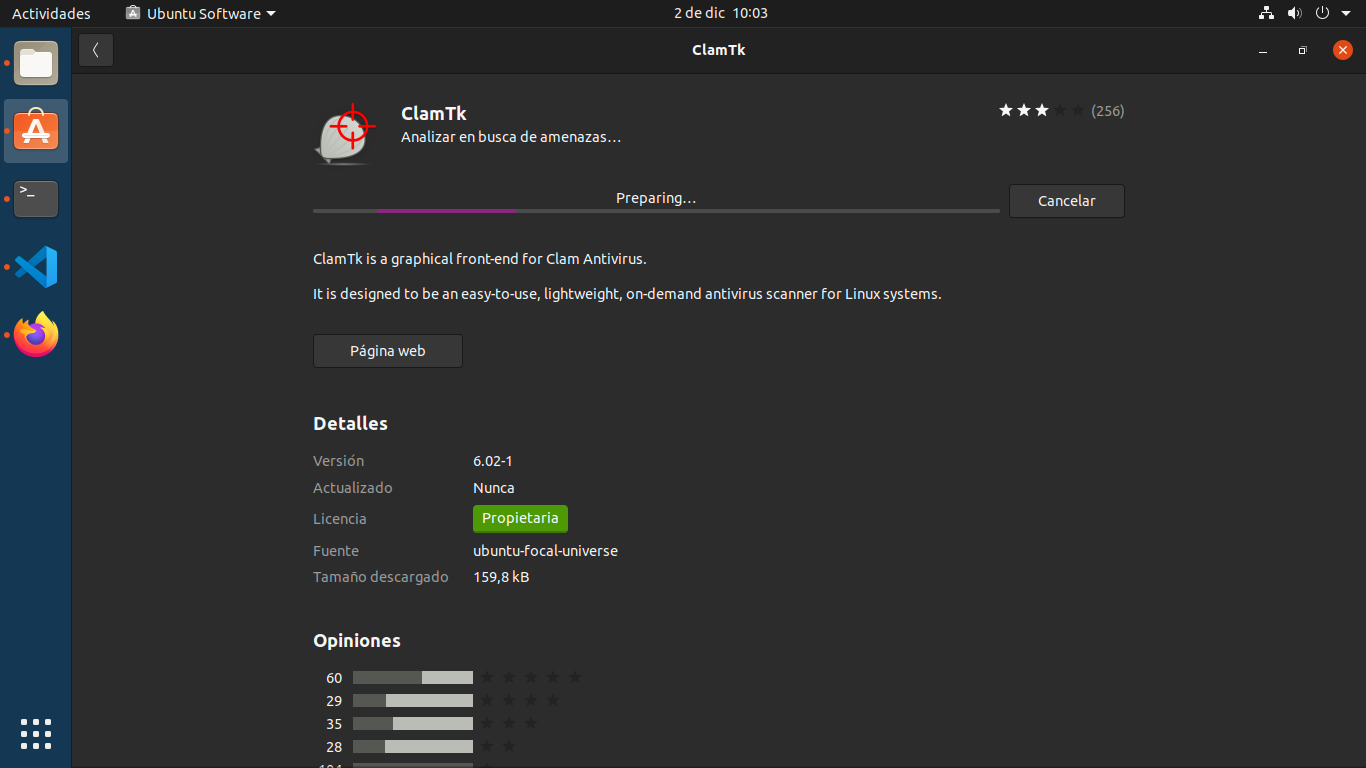 Actividades Ubuntu Software 2 de dic 10:03
ClamTk
ClamTk (256)
Analizar en busca de amenazas…
Preparing…
Cancelar
ClamTk is a graphical front-end for Clam Antivirus.
It is designed to be an easy-to-use, lightweight, on-demand antivirus scanner for Linux systems.
Página web
Detalles
Versión 6.02-1
Actualizado Nunca
Licencia Propietaria
Fuente ubuntu-focal-universe
Tamaño descargado 159,8 kB
Opiniones
60
29
35
28